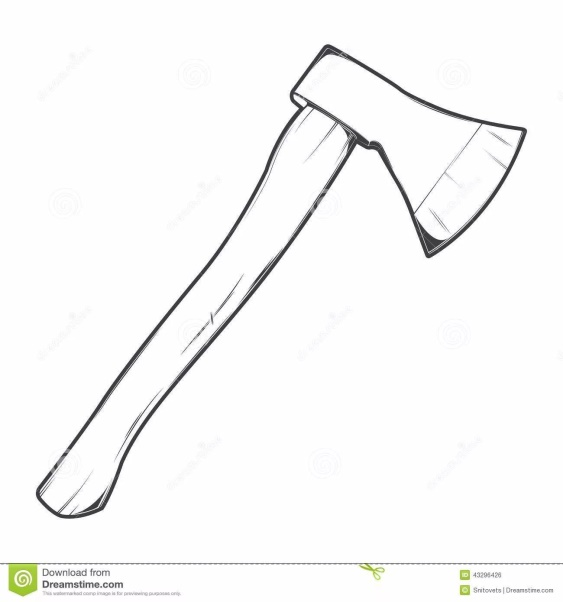 Download from
Dreamstime.com
This watermarked comp image is for previewing purposes only.
43296426
Snitovets | Dreamstime.com